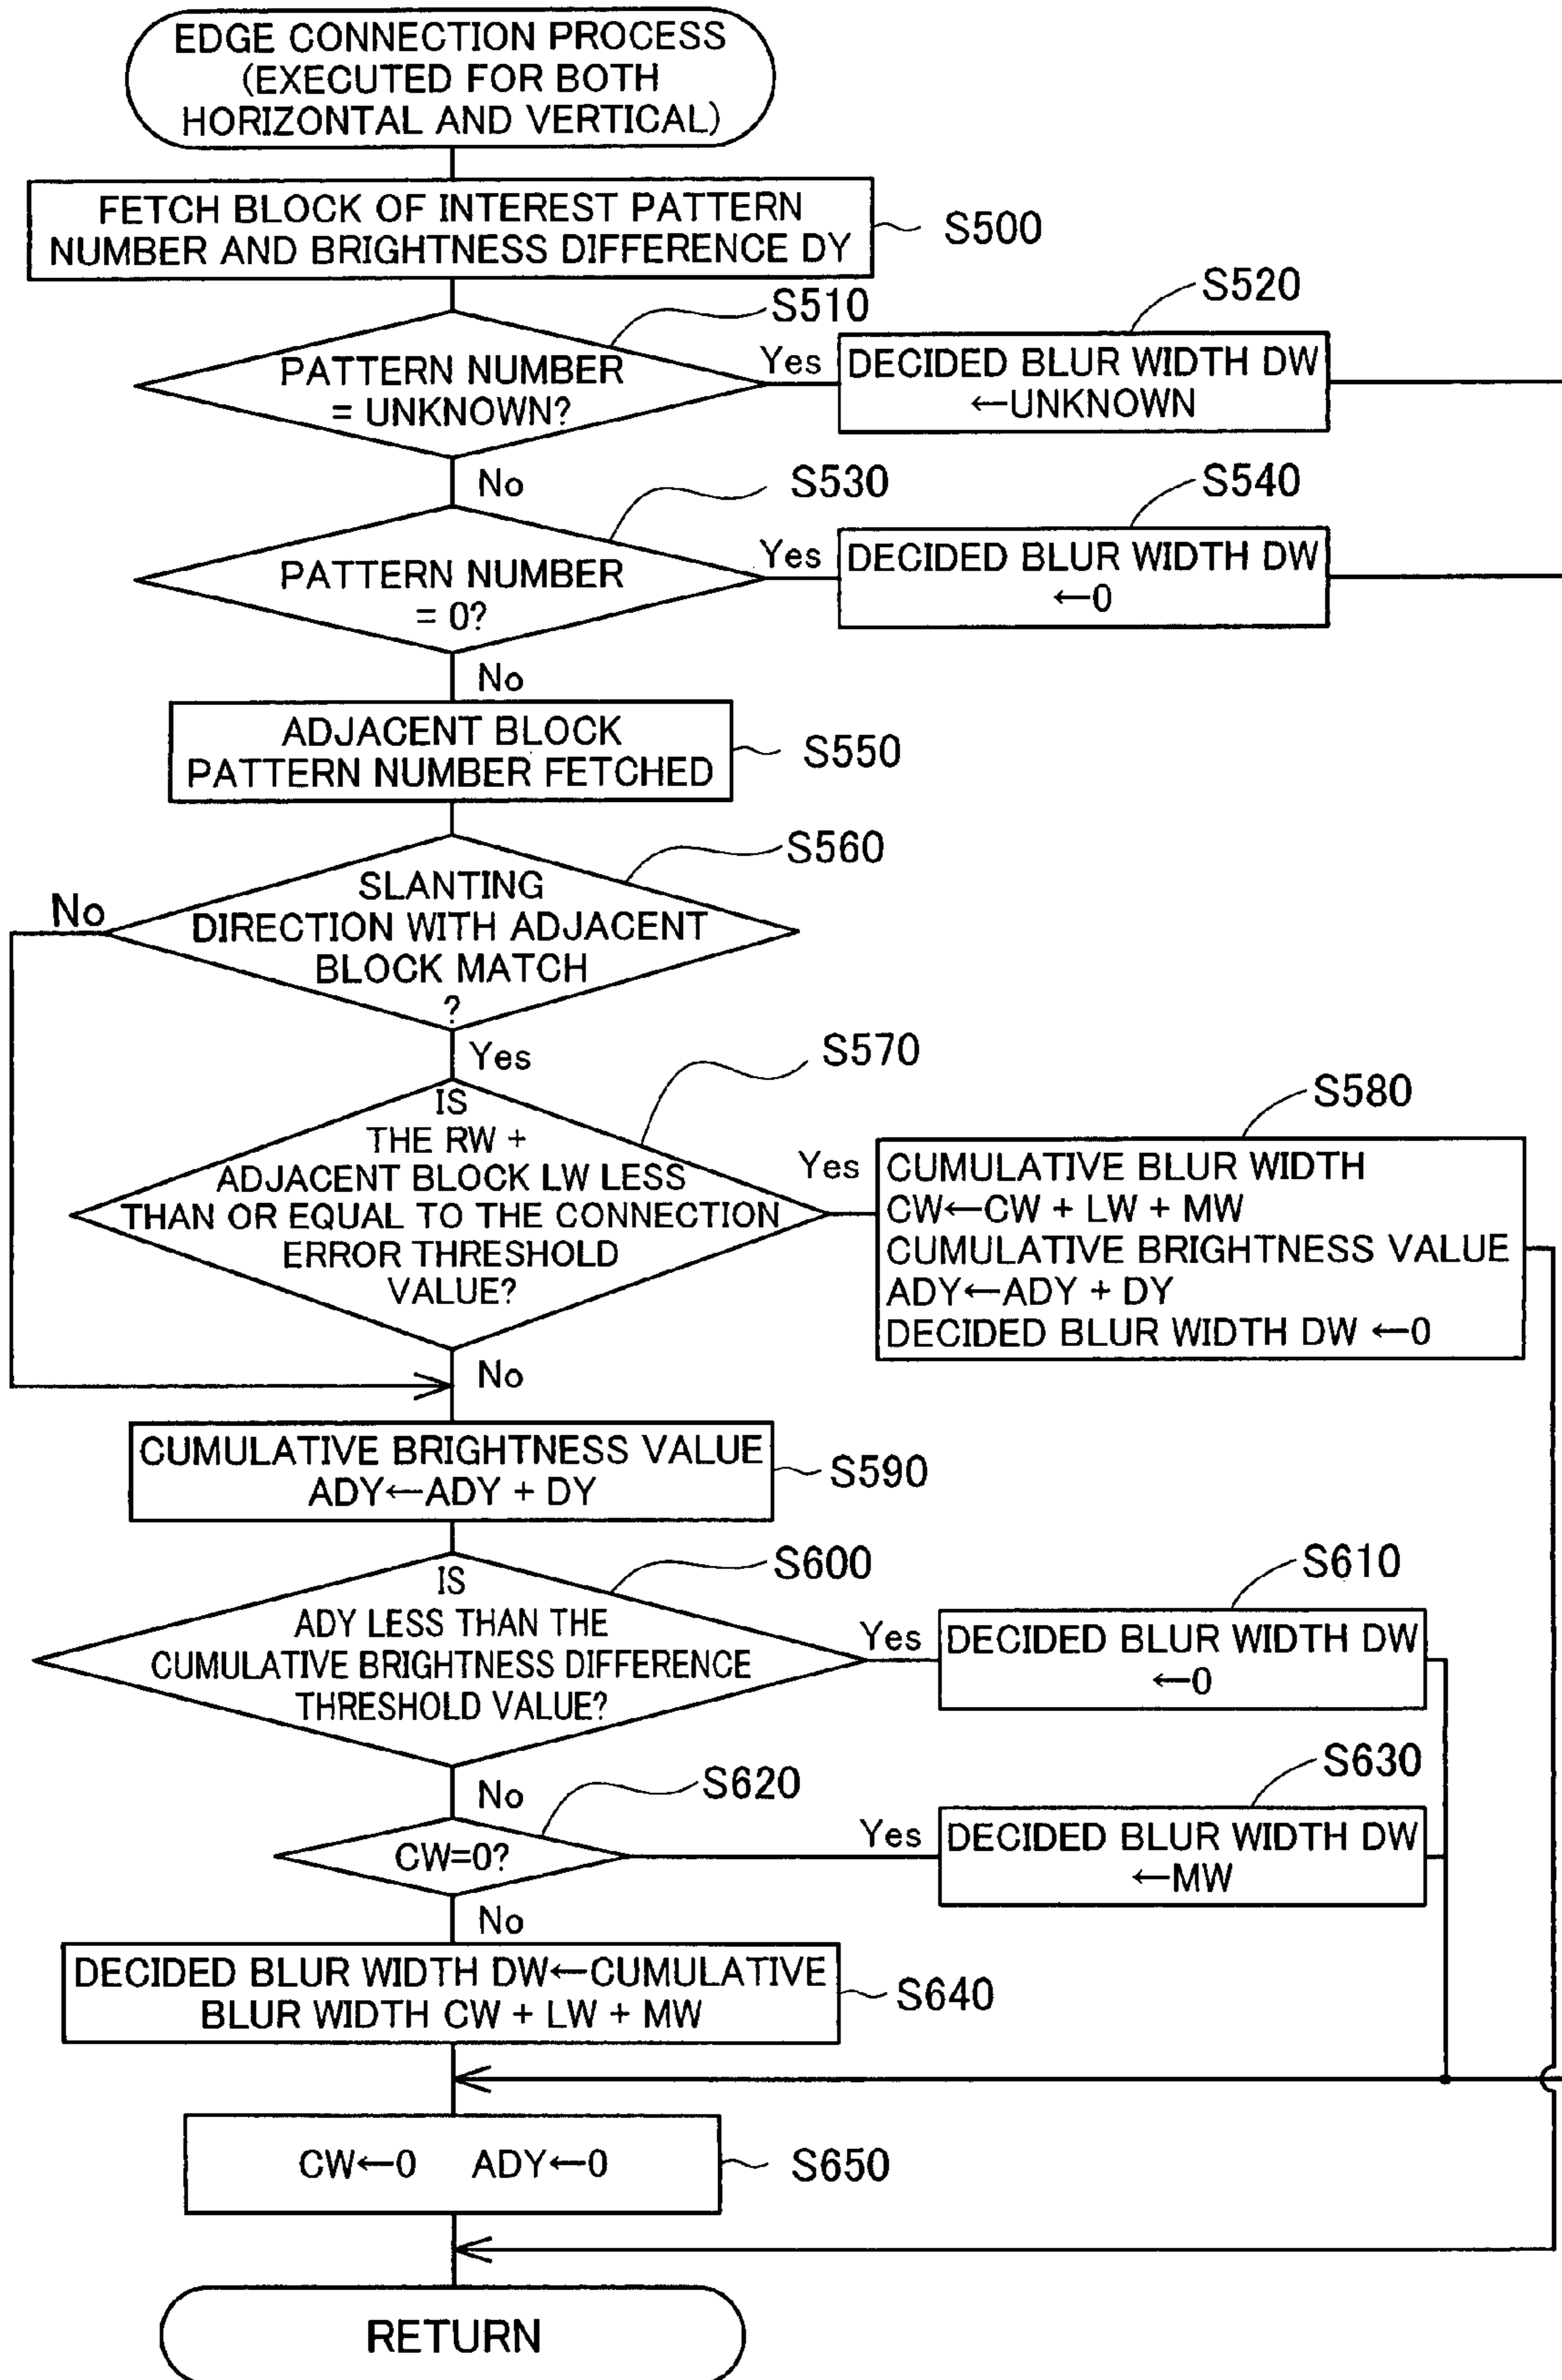 EDGE CONNECTION PROCESS
(EXECUTED FOR BOTH
HORIZONTAL AND VERTICAL)
FETCH BLOCK OF INTEREST PATTERN
NUMBER AND BRIGHTNESS DIFFERENCE DY
S500
S510
PATTERN NUMBER
= UNKNOWN?
Yes
S520
DECIDED BLUR WIDTH DW
←UNKNOWN
No
S530
PATTERN NUMBER
= 0?
Yes
S540
DECIDED BLUR WIDTH DW
←0
No
ADJACENT BLOCK
PATTERN NUMBER FETCHED
S550
S560
SLANTING
DIRECTION WITH ADJACENT
BLOCK MATCH
?
No
Yes
S570
IS
THE RW +
ADJACENT BLOCK LW LESS
THAN OR EQUAL TO THE CONNECTION
ERROR THRESHOLD
VALUE?
Yes
S580
CUMULATIVE BLUR WIDTH
CW←CW + LW + MW
CUMULATIVE BRIGHTNESS VALUE
ADY←ADY + DY
DECIDED BLUR WIDTH DW ←0
No
CUMULATIVE BRIGHTNESS VALUE
ADY←ADY + DY
S590
S600
IS
ADY LESS THAN THE
CUMULATIVE BRIGHTNESS DIFFERENCE
THRESHOLD VALUE?
Yes
S610
DECIDED BLUR WIDTH DW
←0
No
S620
CW=0?
Yes
S630
DECIDED BLUR WIDTH DW
←MW
No
DECIDED BLUR WIDTH DW←CUMULATIVE
BLUR WIDTH CW + LW + MW
S640
CW←0 ADY←0
S650
RETURN